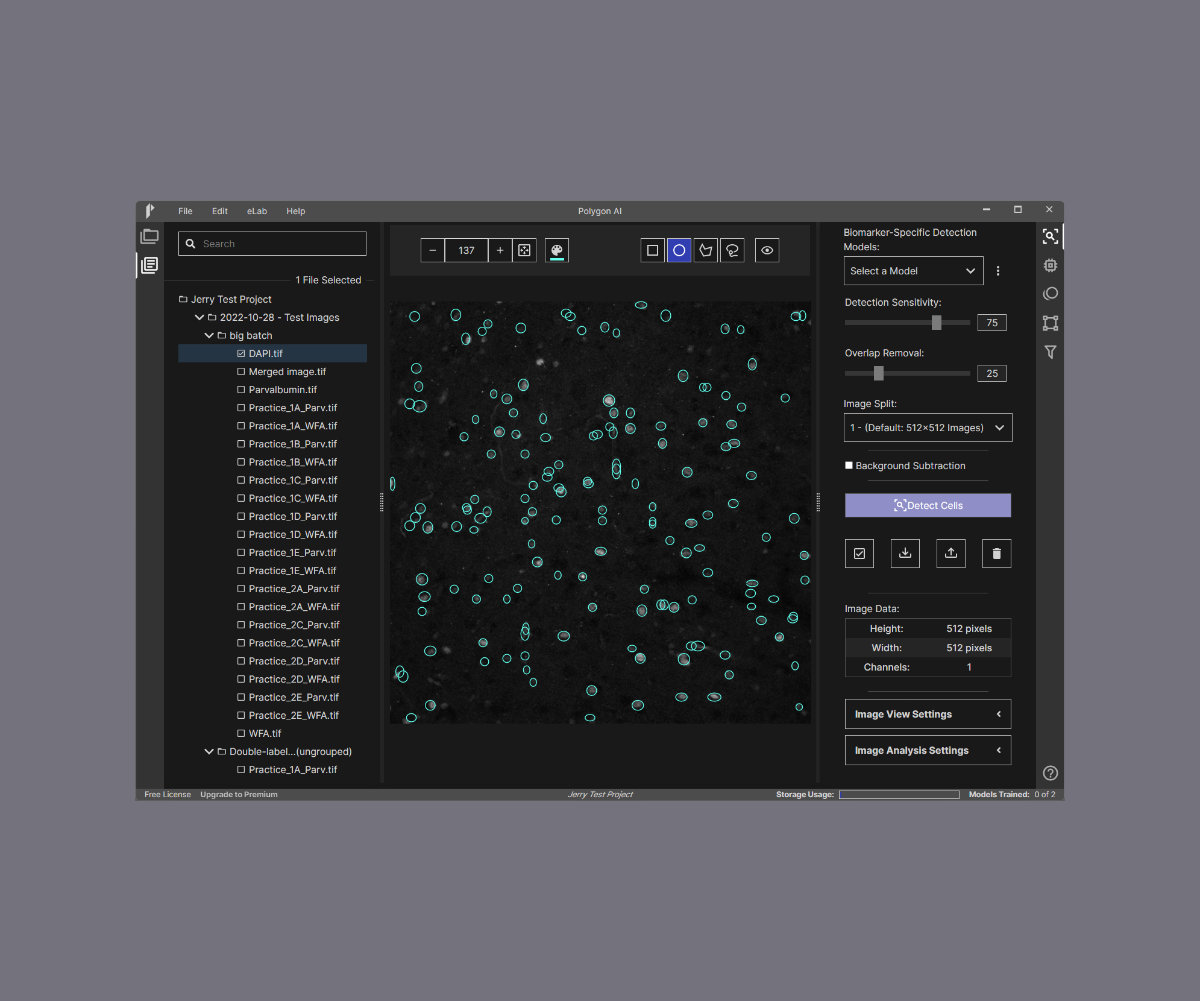 File Edit eLab Help Polygon AI
Search
1 File Selected
Jerry Test Project
2022-10-28 - Test Images
big batch
DAPI.tif
Merged image.tif
Parvalbumin.tif
Practice_1A_Parv.tif
Practice_1A_WFA.tif
Practice_1B_Parv.tif
Practice_1B_WFA.tif
Practice_1C_Parv.tif
Practice_1C_WFA.tif
Practice_1D_Parv.tif
Practice_1D_WFA.tif
Practice_1E_Parv.tif
Practice_1E_WFA.tif
Practice_2A_Parv.tif
Practice_2A_WFA.tif
Practice_2C_Parv.tif
Practice_2C_WFA.tif
Practice_2D_Parv.tif
Practice_2D_WFA.tif
Practice_2E_Parv.tif
Practice_2E_WFA.tif
WFA.tif
Double-label...(ungrouped)
Practice_1A_Parv.tif
− 137 +
Biomarker-Specific Detection
Models:
Select a Model
Detection Sensitivity:
75
Overlap Removal:
25
Image Split:
1 - (Default: 512×512 Images)
Background Subtraction
Detect Cells
Image Data:
Height: 512 pixels
Width: 512 pixels
Channels: 1
Image View Settings
Image Analysis Settings
Free License Upgrade to Premium Jerry Test Project Storage Usage: Models Trained: 0 of 2